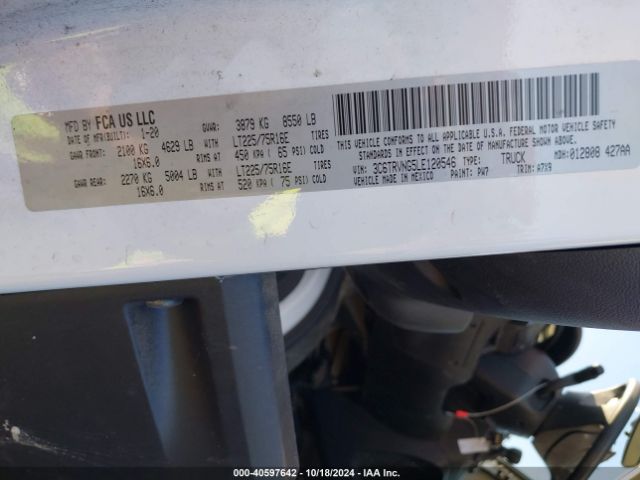 MFD BY FCA US LLC
DATE OF MFR(BUILT): 1-20 GVWR: 3879 KG 8550 LB
GAWR FRONT: 2100 KG 4629 LB WITH LT225/75R16E TIRES
16X6.0 RIMS AT 450 KPA ( 65 PSI) COLD
GAWR REAR: 2270 KG 5004 LB WITH LT225/75R16E TIRES
16X6.0 RIMS AT 520 KPA ( 75 PSI) COLD
THIS VEHICLE CONFORMS TO ALL APPLICABLE U.S.A. FEDERAL MOTOR VEHICLE SAFETY
STANDARDS IN EFFECT ON THE DATE OF MANUFACTURE SHOWN ABOVE.
VIN: 3C6TRVNG5LE120546 TYPE: TRUCK MDH: 012808 427AA
VEHICLE MADE IN MEXICO PAINT: PW7 TRIM: A7X9
000-40597642 | 10/18/2024 | IAA Inc.